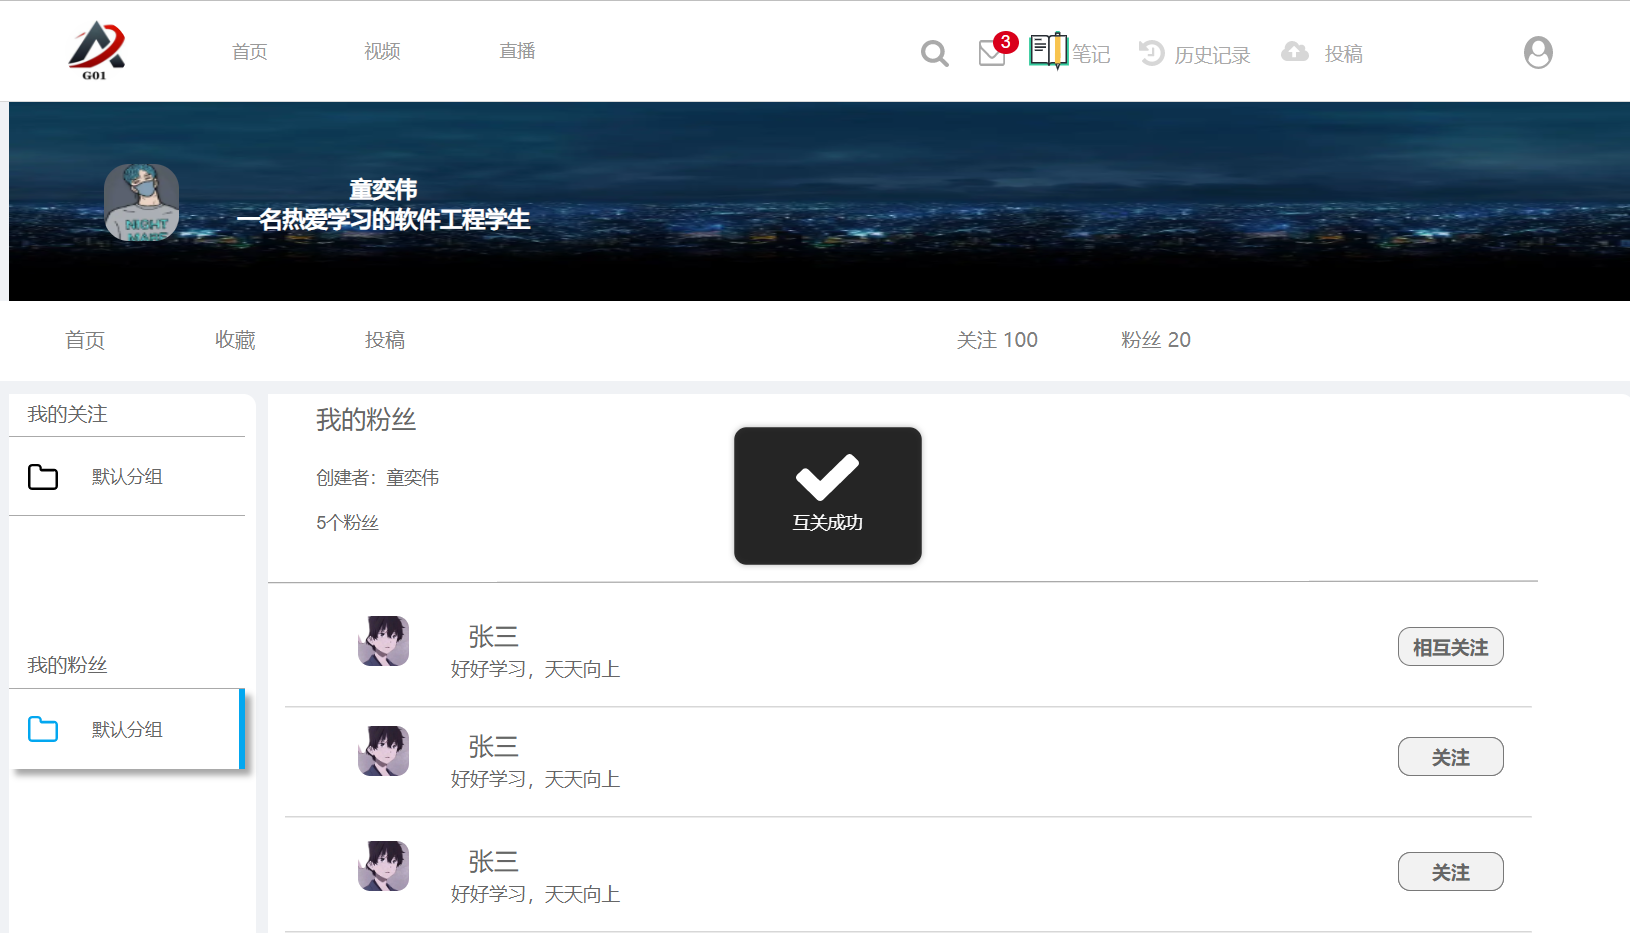 G01
首页
视频
直播
3
笔记
历史记录
投稿
童奕伟
一名热爱学习的软件工程学生
NIGHT
MARS
首页
收藏
投稿
关注 100
粉丝 20
我的关注
默认分组
我的粉丝
默认分组
我的粉丝
创建者：童奕伟
5个粉丝
互关成功
张三
好好学习，天天向上
相互关注
张三
好好学习，天天向上
关注
张三
好好学习，天天向上
关注